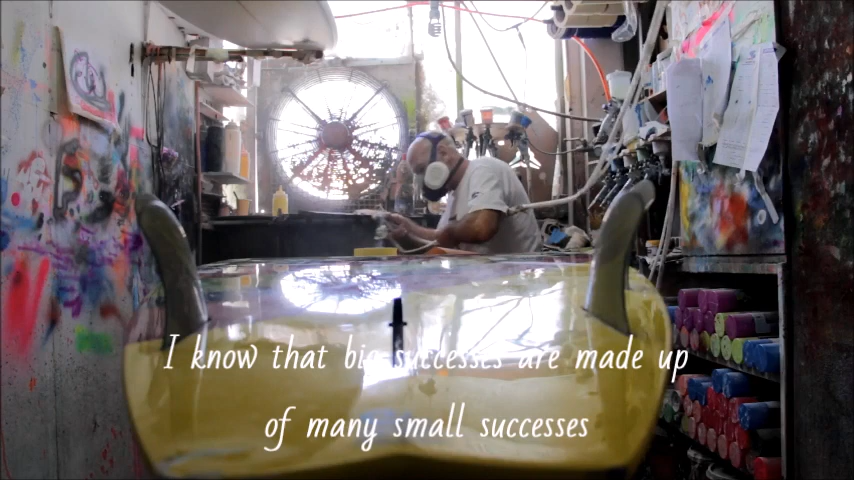 I know that big successes are made up
of many small successes